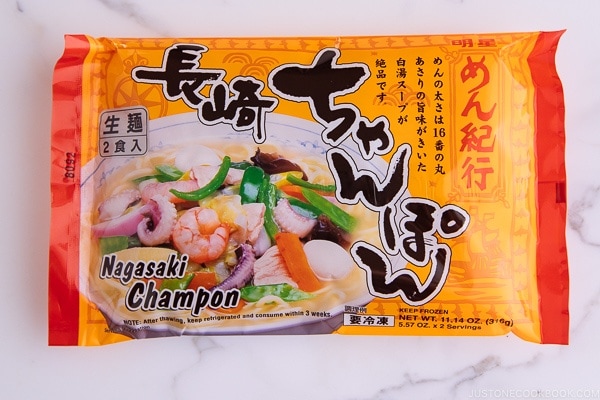 明星
めん紀行
めんの太さは16番の丸
あさりの旨味がきいた
白湯スープが
絶品です。
長崎
ちゃんぽん
生麺
2食入
8092
Nagasaki
Champon
NOTE: After thawing, keep refrigerated and consume within 3 weeks.
調理例
要冷凍
KEEP FROZEN
NET WT. 11.14 OZ. (316g)
5.57 OZ. x 2 Servings
JUSTONECOOKBOOK.COM